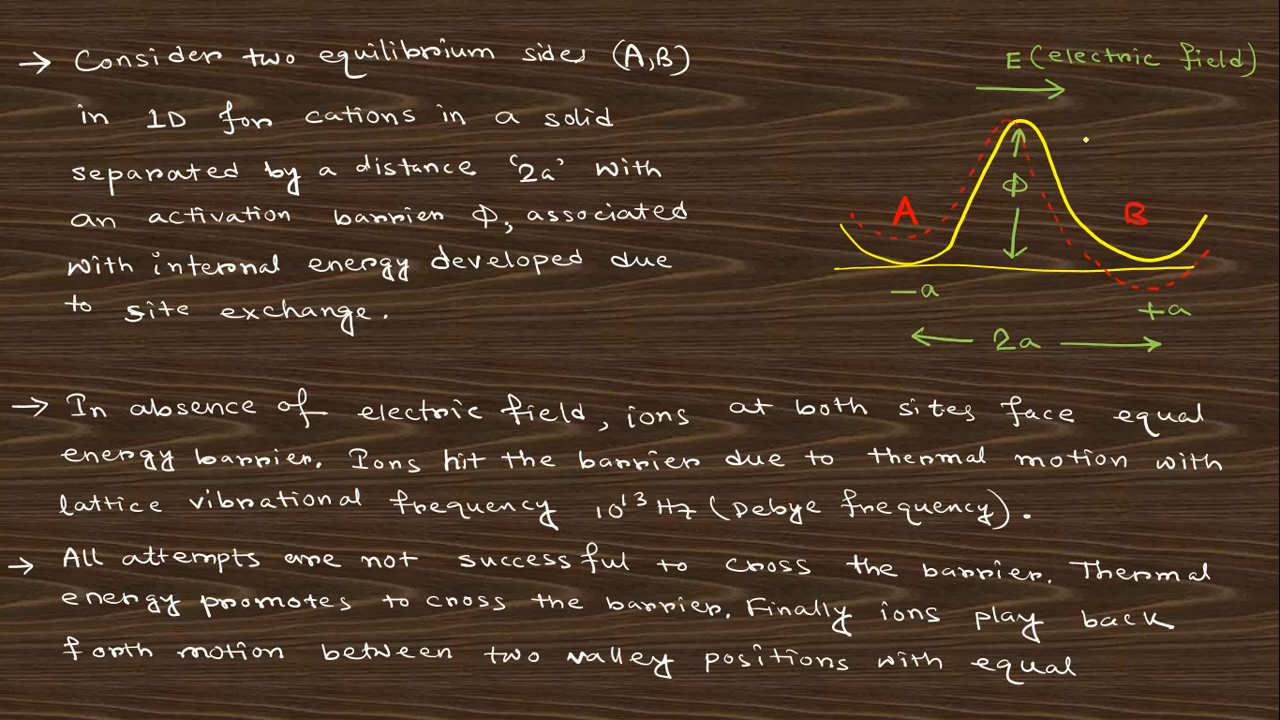 → Consider two equilibrium sides (A,B)
in 1D for cations in a solid
separated by a distance '2a' with
an activation barrier Φ, associated
with internal energy developed due
to site exchange.
E (electric field)
→
Φ
A
B
-a
+a
← 2a →
→ In absence of electric field, ions at both sites face equal
energy barrier. Ions hit the barrier due to thermal motion with
lattice vibrational frequency 10¹³ Hz (Debye frequency).
→ All attempts are not successful to cross the barrier. Thermal
energy promotes to cross the barrier. Finally ions play back
forth motion between two valley positions with equal